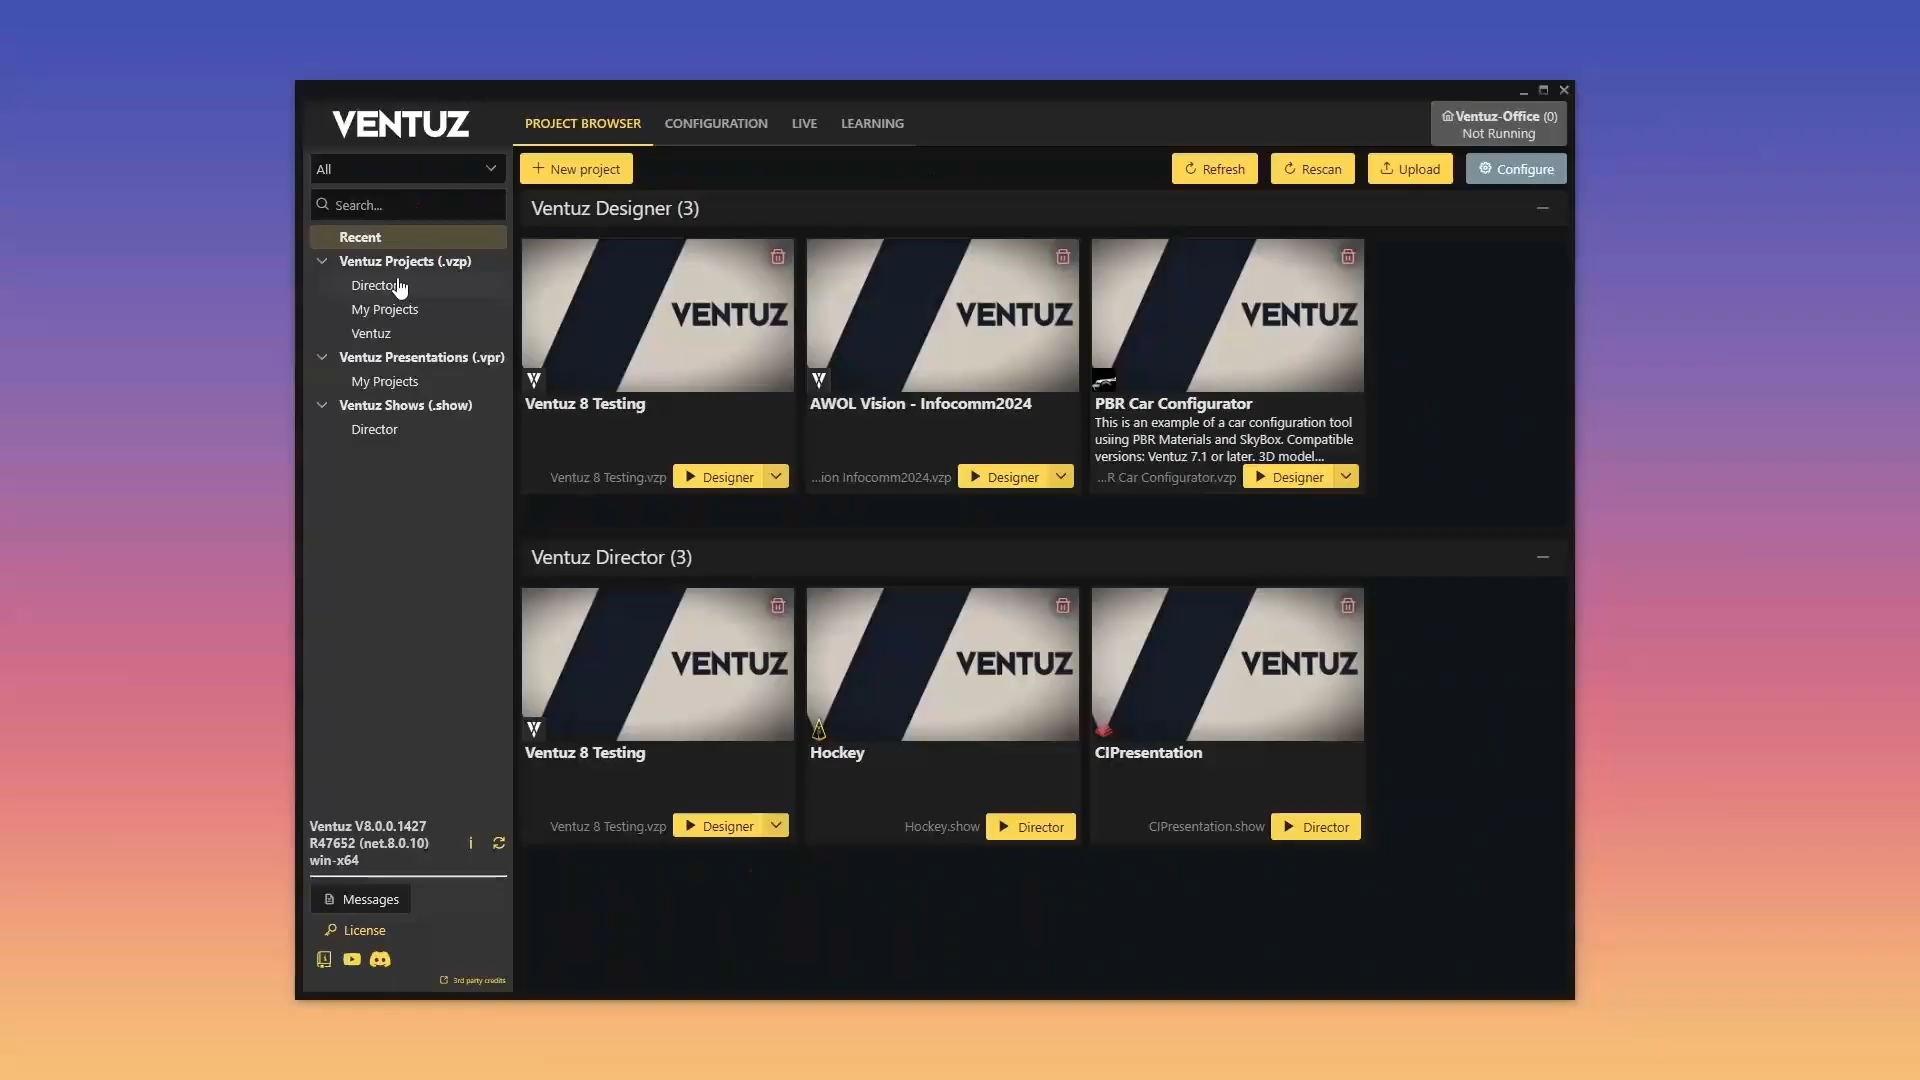 VENTUZ
PROJECT BROWSER
CONFIGURATION
LIVE
LEARNING
Ventuz-Office (0)
Not Running
All
Search...
Recent
Ventuz Projects (.vzp)
Director
My Projects
Ventuz
Ventuz Presentations (.vpr)
My Projects
Ventuz Shows (.show)
Director
New project
Refresh
Rescan
Upload
Configure
Ventuz Designer (3)
VENTUZ
Ventuz 8 Testing
Ventuz 8 Testing.vzp
Designer
VENTUZ
AWOL Vision - Infocomm2024
...ion Infocomm2024.vzp
Designer
VENTUZ
PBR Car Configurator
This is an example of a car configuration tool
usiing PBR Materials and SkyBox. Compatible
versions: Ventuz 7.1 or later. 3D model...
...R Car Configurator.vzp
Designer
Ventuz Director (3)
VENTUZ
Ventuz 8 Testing
Ventuz 8 Testing.vzp
Designer
VENTUZ
Hockey
Hockey.show
Director
VENTUZ
CIPresentation
CIPresentation.show
Director
Ventuz V8.0.0.1427
R47652 (net.8.0.10)
win-x64
Messages
License
3rd party credits